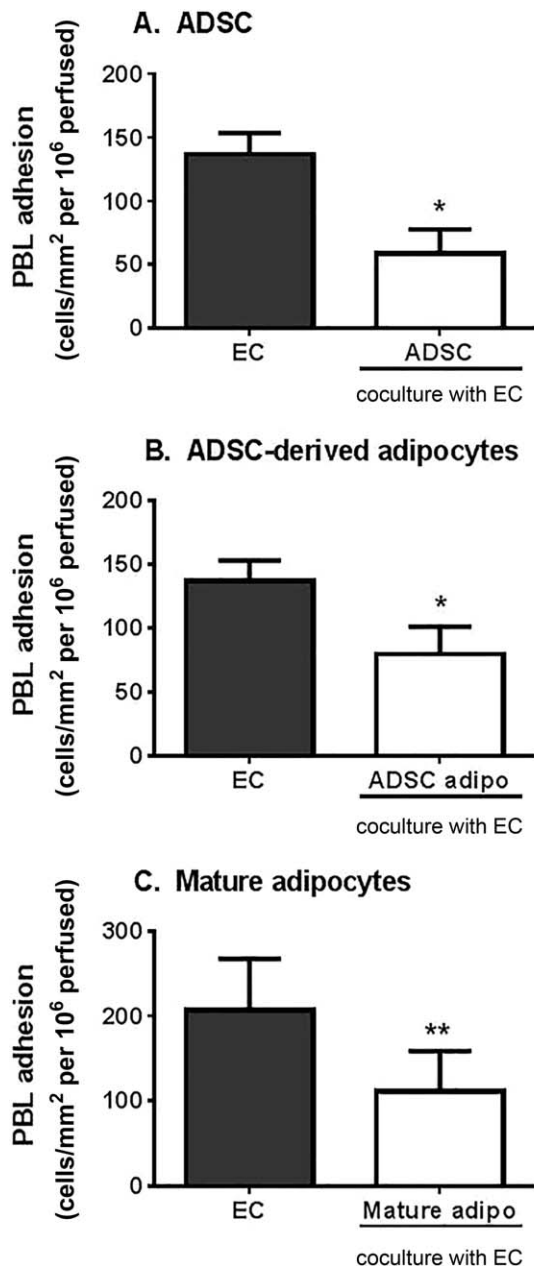 A. ADSC
PBL adhesion
(cells/mm² per 10⁶ perfused)
200
150
100
50
0
*
EC
ADSC
coculture with EC
B. ADSC-derived adipocytes
PBL adhesion
(cells/mm² per 10⁶ perfused)
200
150
100
50
0
*
EC
ADSC adipo
coculture with EC
C. Mature adipocytes
PBL adhesion
(cells/mm² per 10⁶ perfused)
300
200
100
0
**
EC
Mature adipo
coculture with EC